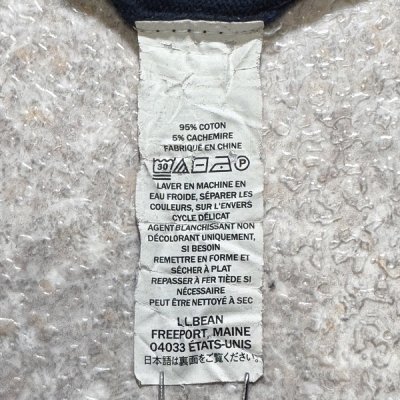 95% COTON
5% CACHEMIRE
FABRIQUÉ EN CHINE
30 P
LAVER EN MACHINE EN
EAU FROIDE, SÉPARER LES
COULEURS, SUR L'ENVERS
CYCLE DÉLICAT
AGENT BLANCHISSANT NON
DÉCOLORANT UNIQUEMENT,
SI BESOIN
REMETTRE EN FORME ET
SÉCHER À PLAT
REPASSER À FER TIÈDE SI
NÉCESSAIRE
PEUT ÊTRE NETTOYÉ À SEC
LLBEAN
FREEPORT, MAINE
04033 ÉTATS-UNIS
日本語は裏面をご覧ください。